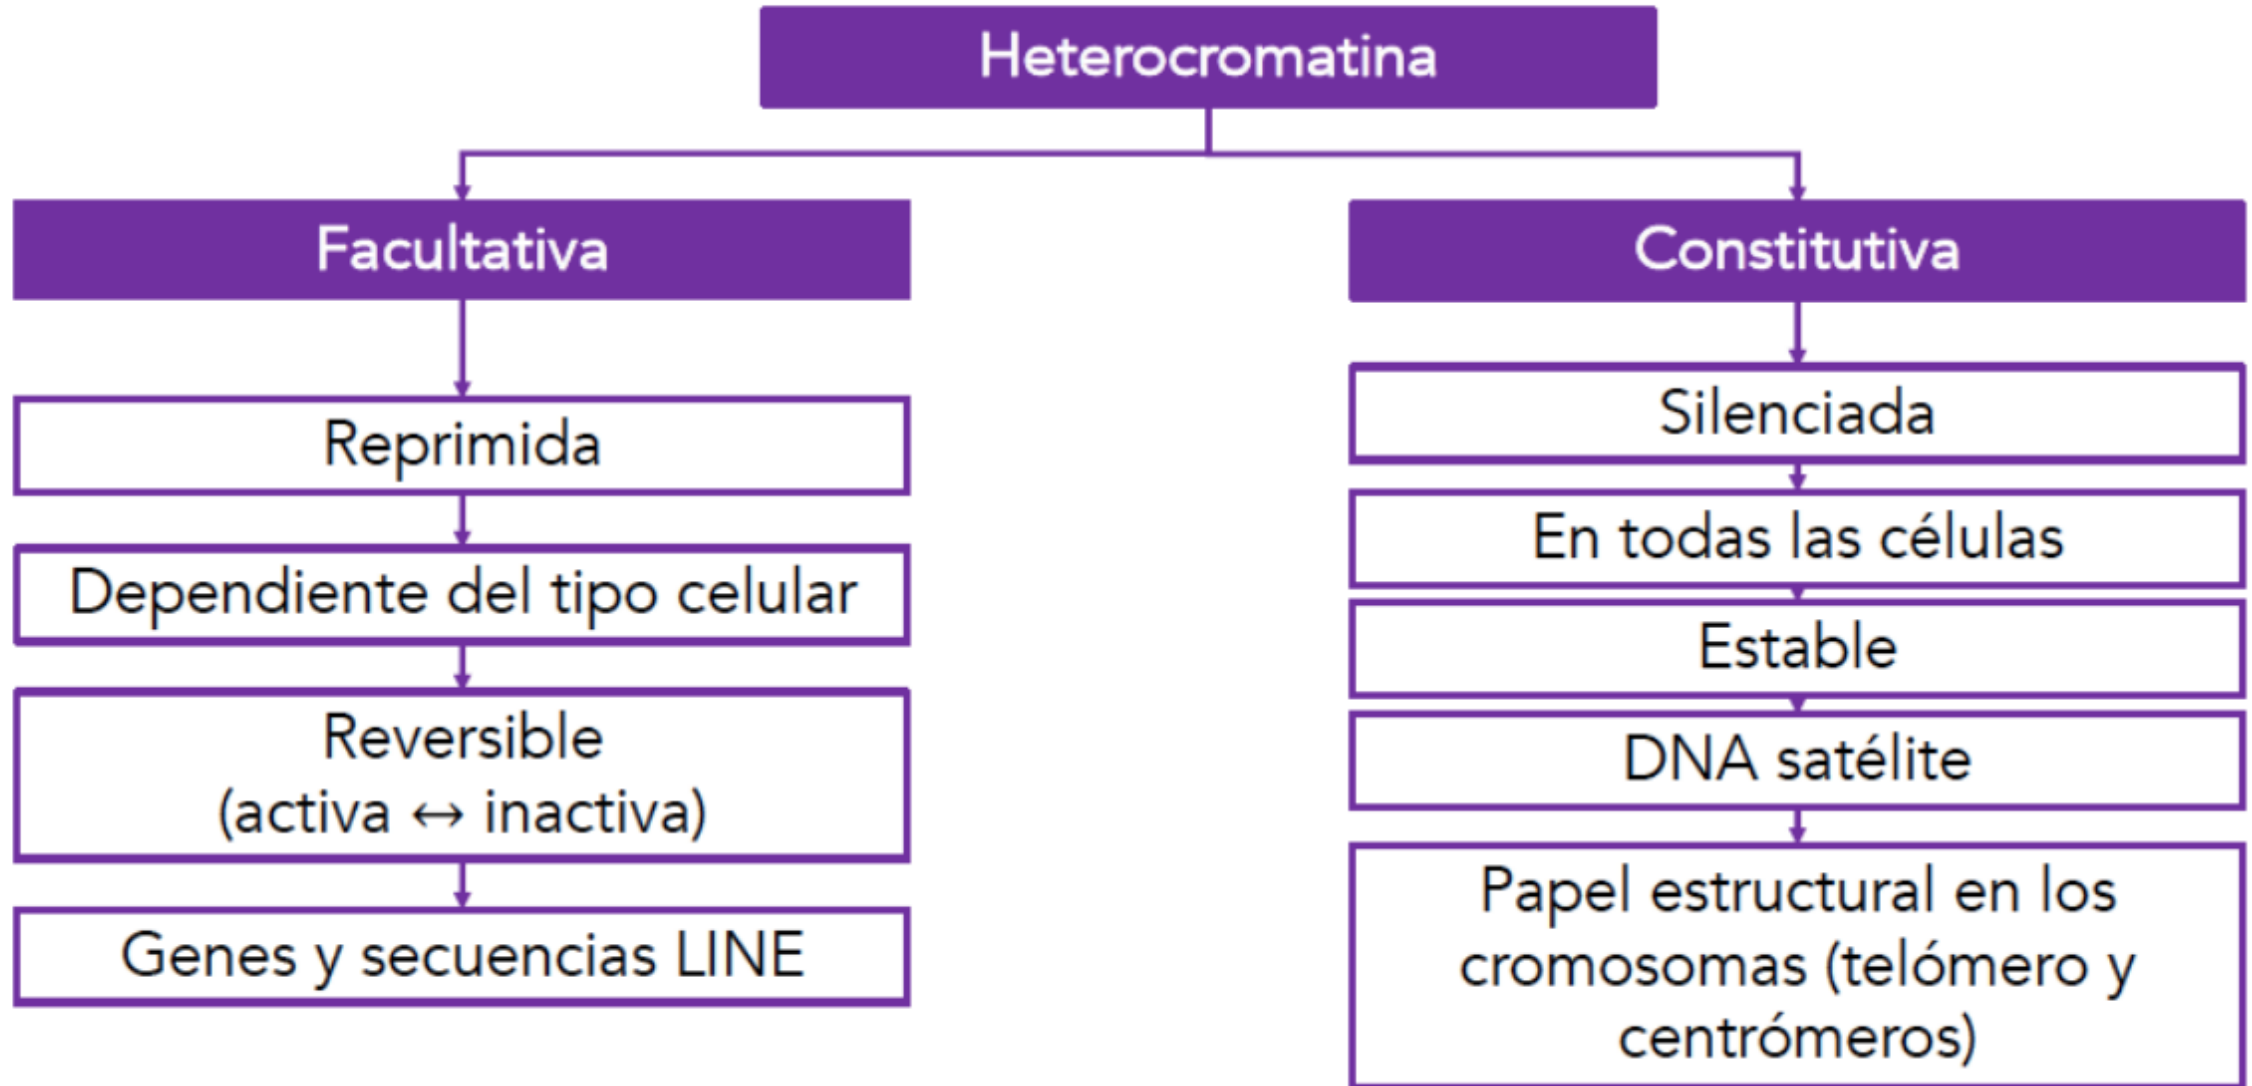 Heterocromatina
Facultativa
Reprimida
Dependiente del tipo celular
Reversible
(activa ↔ inactiva)
Genes y secuencias LINE
Constitutiva
Silenciada
En todas las células
Estable
DNA satélite
Papel estructural en los
cromosomas (telómero y
centrómeros)